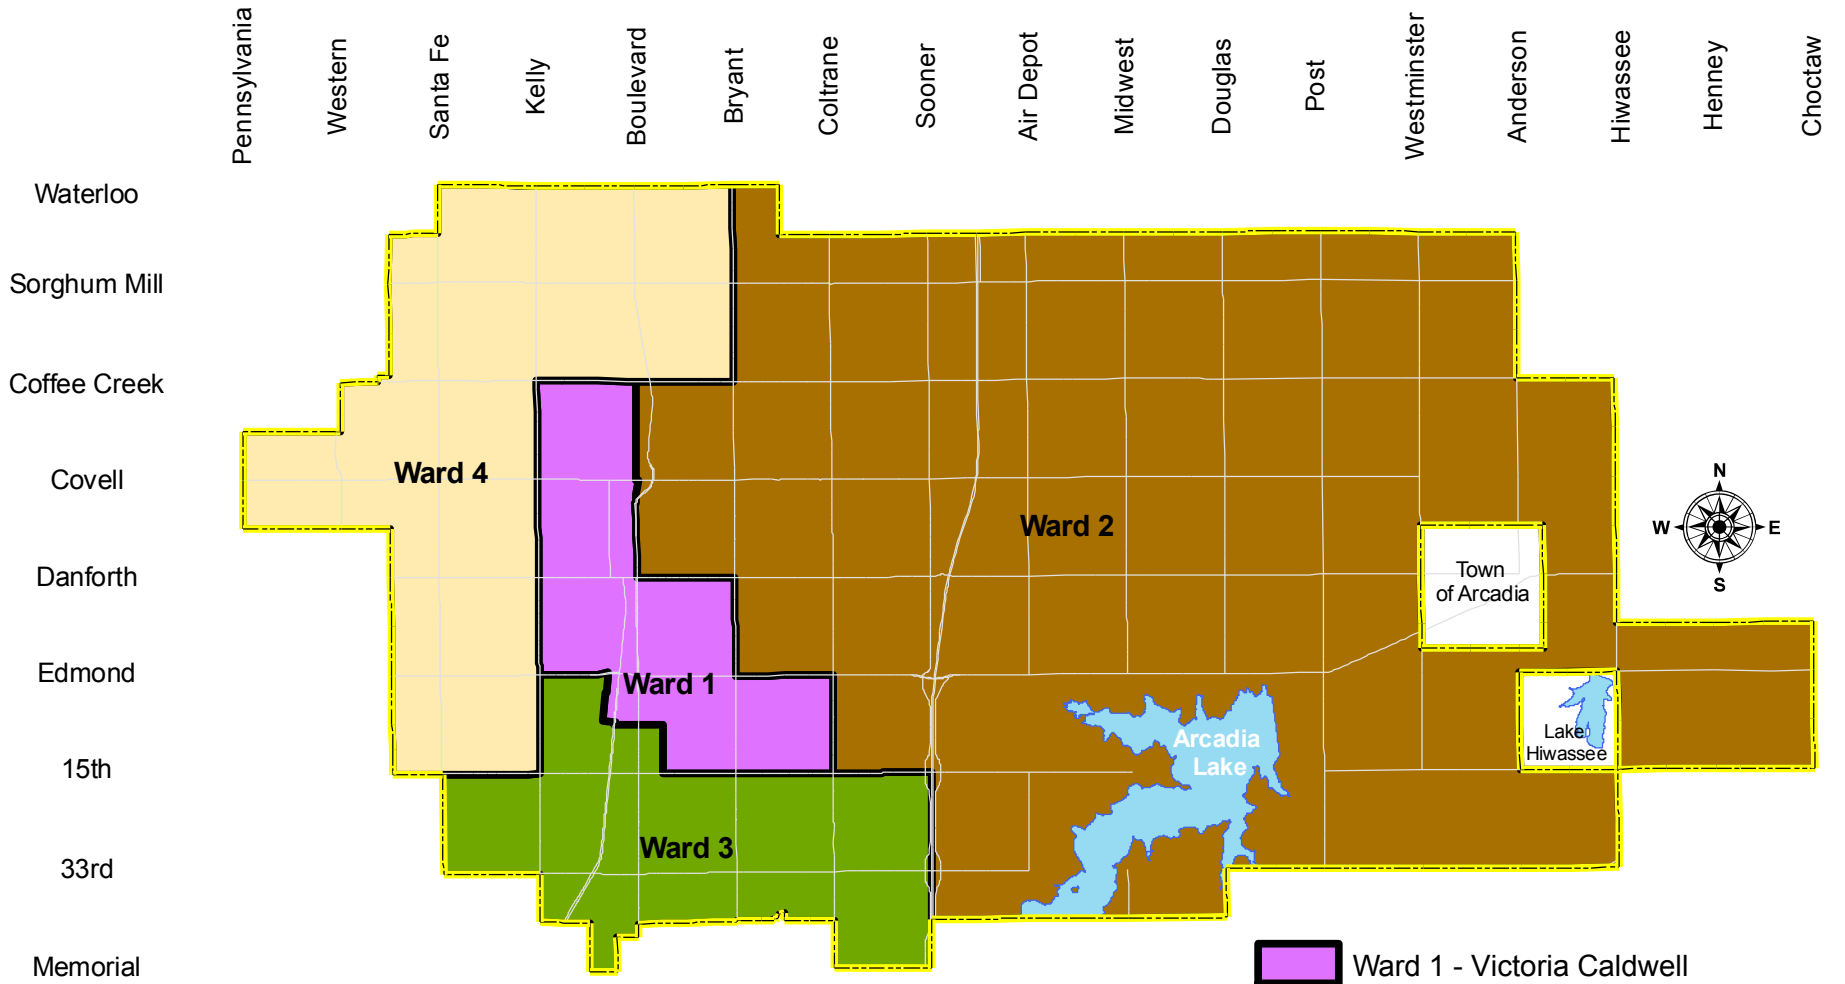 Pennsylvania
Western
Santa Fe
Kelly
Boulevard
Bryant
Coltrane
Sooner
Air Depot
Midwest
Douglas
Post
Westminster
Anderson
Hiwassee
Henney
Choctaw
Waterloo
Sorghum Mill
Coffee Creek
Covell
Danforth
Edmond
15th
33rd
Memorial
Ward 4
Ward 2
Ward 1
Ward 3
Town
of Arcadia
Arcadia
Lake
Lake
Hiwassee
N
W
E
S
Ward 1 - Victoria Caldwell